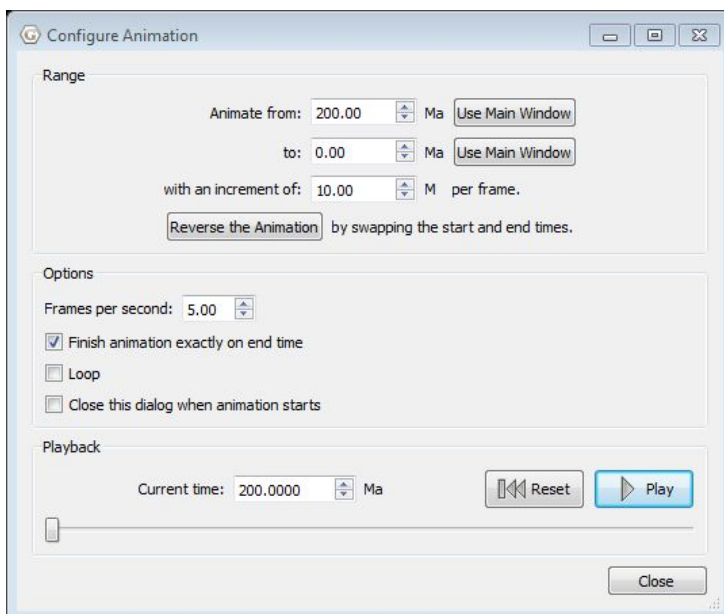 Configure Animation
Range
Animate from: 200.00 Ma Use Main Window
to: 0.00 Ma Use Main Window
with an increment of: 10.00 M per frame.
Reverse the Animation by swapping the start and end times.
Options
Frames per second: 5.00
Finish animation exactly on end time
Loop
Close this dialog when animation starts
Playback
Current time: 200.0000 Ma Reset Play
Close